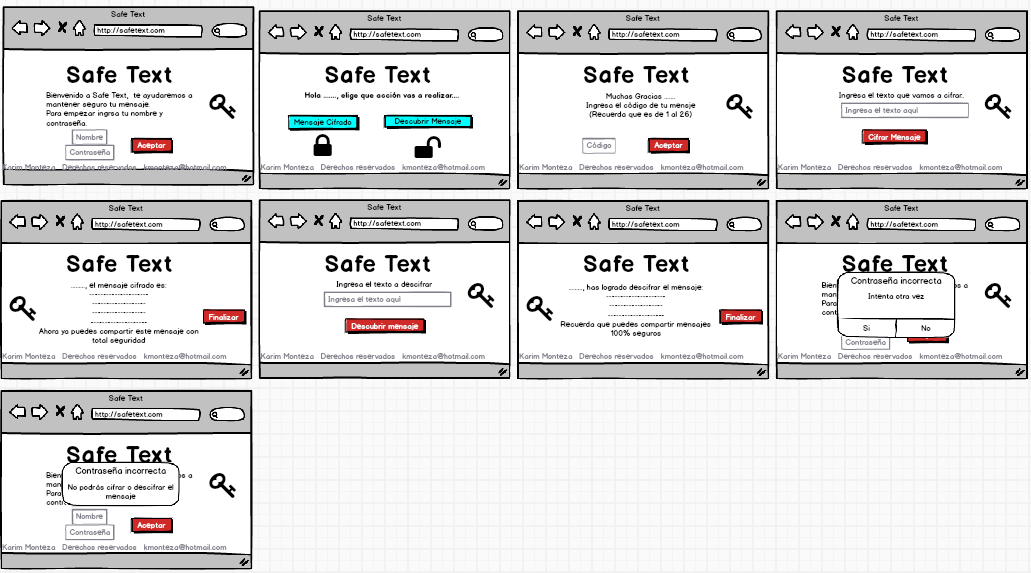 Safe Text
http://safetext.com
Safe Text
Bienvenido a Safe Text, te ayudaremos a
mantener seguro tu mensaje.
Para empezar ingrsa tu nombre y
contraseña.
Nombre
Contraseña
Aceptar
Karim Monteza Derechos reservados kmonteza@hotmail.com
Safe Text
http://safetext.com
Safe Text
Hola ......., elige que acción vas a realizar....
Mensaje Cifrado
Descubrir Mensaje
Karim Monteza Derechos reservados kmonteza@hotmail.com
Safe Text
http://safetext.com
Safe Text
Muchas Gracias ......
Ingresa el código de tu mensje
(Recuerda que es de 1 al 26)
Código
Aceptar
Karim Monteza Derechos reservados kmonteza@hotmail.com
Safe Text
http://safetext.com
Safe Text
Ingresa el texto que vamos a cifrar.
Ingresa el texto aquí
Cifrar Mensaje
Karim Monteza Derechos reservados kmonteza@hotmail.com
Safe Text
http://safetext.com
Safe Text
......., el mensaje cifrado es:
--------------------
--------------------
--------------------
--------------------
Finalizar
Ahora ya puedes compartir este mensaje con
total seguridad
Karim Monteza Derechos reservados kmonteza@hotmail.com
Safe Text
http://safetext.com
Safe Text
Ingresa el texto a descifrar
Ingresa el texto aquí
Descubrir mensaje
Karim Monteza Derechos reservados kmonteza@hotmail.com
Safe Text
http://safetext.com
Safe Text
......., has logrado descifrar el mensaje:
--------------------
--------------------
--------------------
Finalizar
Recuerda que puedes compartir mensajes
100% seguros
Karim Monteza Derechos reservados kmonteza@hotmail.com
Safe Text
http://safetext.com
Safe Text
Contraseña incorrecta
Bien os a
Intenta otra vez
man
Para
cont
Si
No
Contraseña
Karim Monteza Derechos reservados kmonteza@hotmail.com
Safe Text
http://safetext.com
Safe Text
Contraseña incorrecta
Bien os a
man
No podrás cifrar o descifrar el
Para
mensaje
contr
Nombre
Contraseña
Aceptar
Karim Monteza Derechos reservados kmonteza@hotmail.com